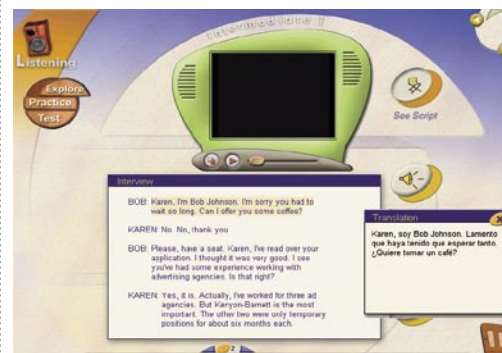 Intermediate I
Listening
Explore
Practice
Test
See Script
Interview
BOB: Karen, I'm Bob Johnson. I'm sorry you had to
wait so long. Can I offer you some coffee?
KAREN: No. No, thank you
BOB: Please, have a seat. Karen, I've read over your
application. I thought it was very good. I see
you've had some experience working with
advertising agencies. Is that right?
KAREN: Yes, it is. Actually, I've worked for three ad
agencies. But Kenyon-Barnett is the most
important. The other two were only temporary
positions for about six months each.
Translation
X
Karen, soy Bob Johnson. Lamento
que haya tenido que esperar tanto.
¿Quiere tomar un café?
2